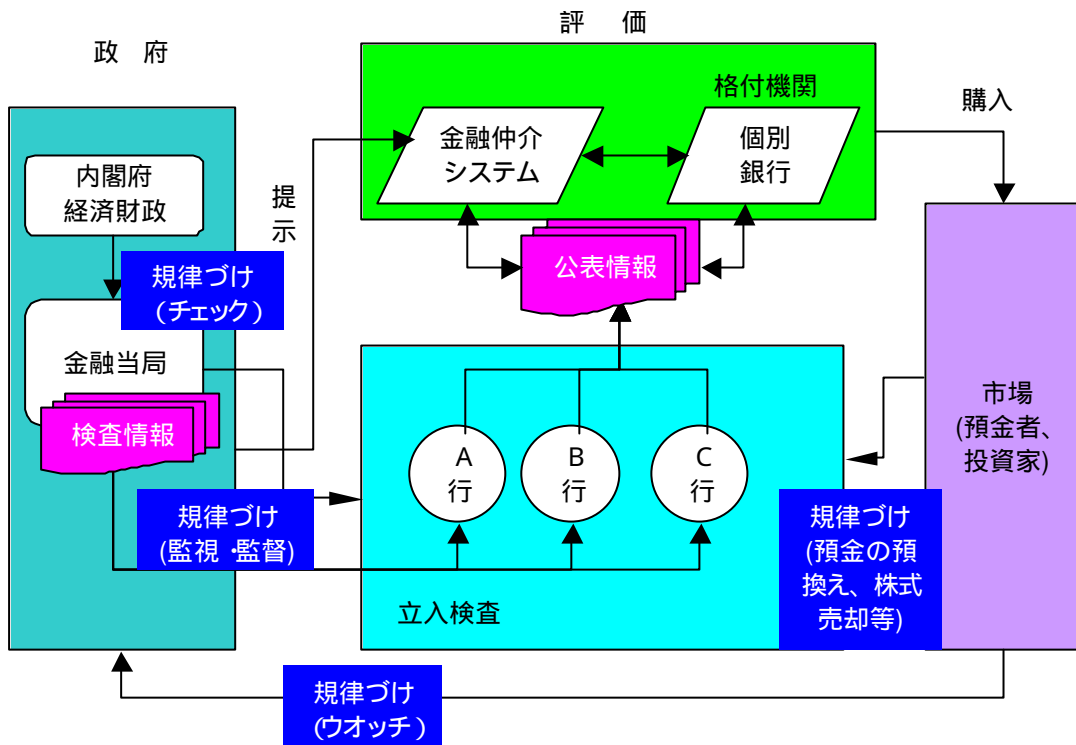 評 価
政 府
格付機関
購入
金融仲介
システム
個別
銀行
内閣府
経済財政
提
示
公表情報
規律づけ
(チェック)
金融当局
検査情報
市場
(預金者、
投資家)
A
行
B
行
C
行
規律づけ
(監視・監督)
規律づけ
(預金の預
換え、株式
売却等)
立入検査
規律づけ
(ウオッチ)